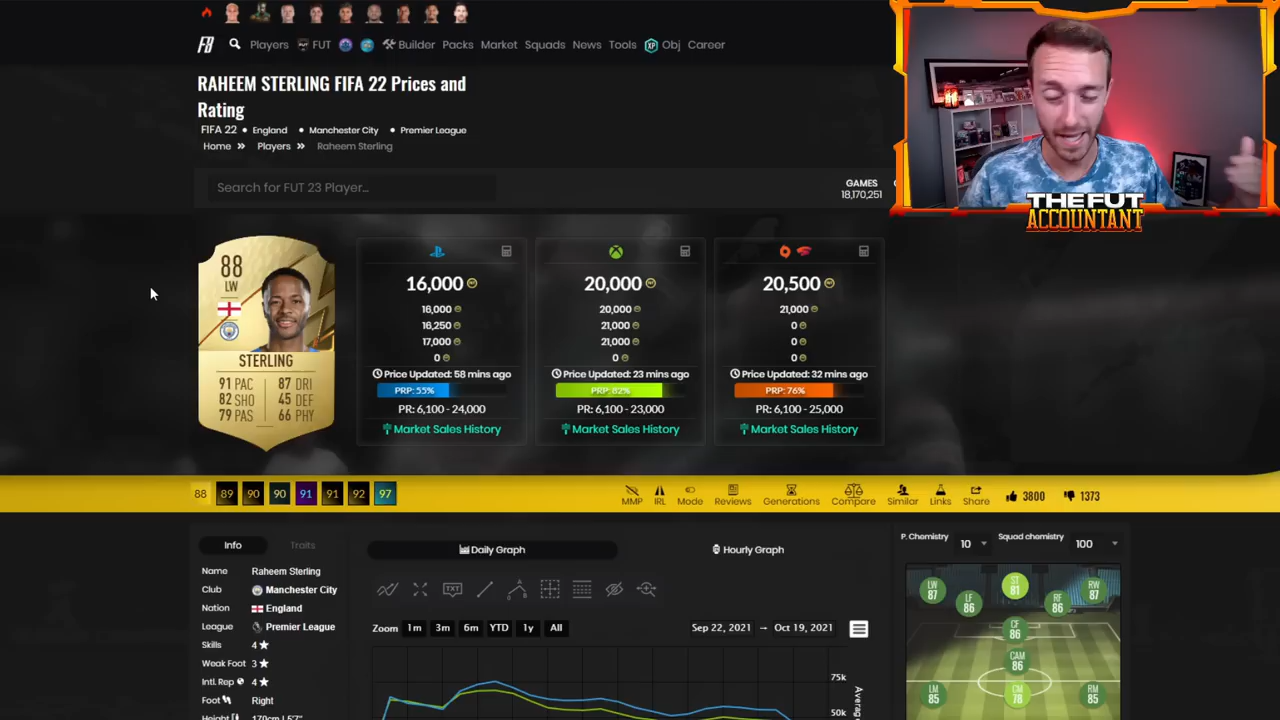 F8
Players
FUT
Builder
Packs
Market
Squads
News
Tools
XP
Obj
Career
RAHEEM STERLING FIFA 22 Prices and
Rating
FIFA 22 • England • Manchester City • Premier League
Home » Players » Raheem Sterling
Search for FUT 23 Player...
GAMES
18,170,251
THE FUT
ACCOUNTANT
88
LW
STERLING
91 PAC 87 DRI
82 SHO 45 DEF
79 PAS 66 PHY
16,000
16,000
16,250
17,000
0
Price Updated: 58 mins ago
PRP: 55%
PR: 6,100 - 24,000
Market Sales History
20,000
20,000
21,000
21,000
0
Price Updated: 23 mins ago
PRP: 82%
PR: 6,100 - 23,000
Market Sales History
20,500
21,000
0
0
0
Price Updated: 32 mins ago
PRP: 76%
PR: 6,100 - 25,000
Market Sales History
88 89 90 90 91 91 92 97
MMP
IRL
Mode
Reviews
Generations
Compare
Similar
Links
Share
3800
1373
Info
Traits
Name Raheem Sterling
Club Manchester City
Nation England
League Premier League
Skills 4★
Weak Foot 3★
Intl. Rep 4★
Foot Right
Height 170cm | 5'7"
Daily Graph
Hourly Graph
TXT
Zoom 1m 3m 6m YTD 1y All
Sep 22, 2021 → Oct 19, 2021
75k
50k
Average
P. Chemistry 10
Squad chemistry 100
LW
87
ST
81
RW
87
LF
86
RF
86
CF
86
CAM
86
LM
85
CM
78
RM
85